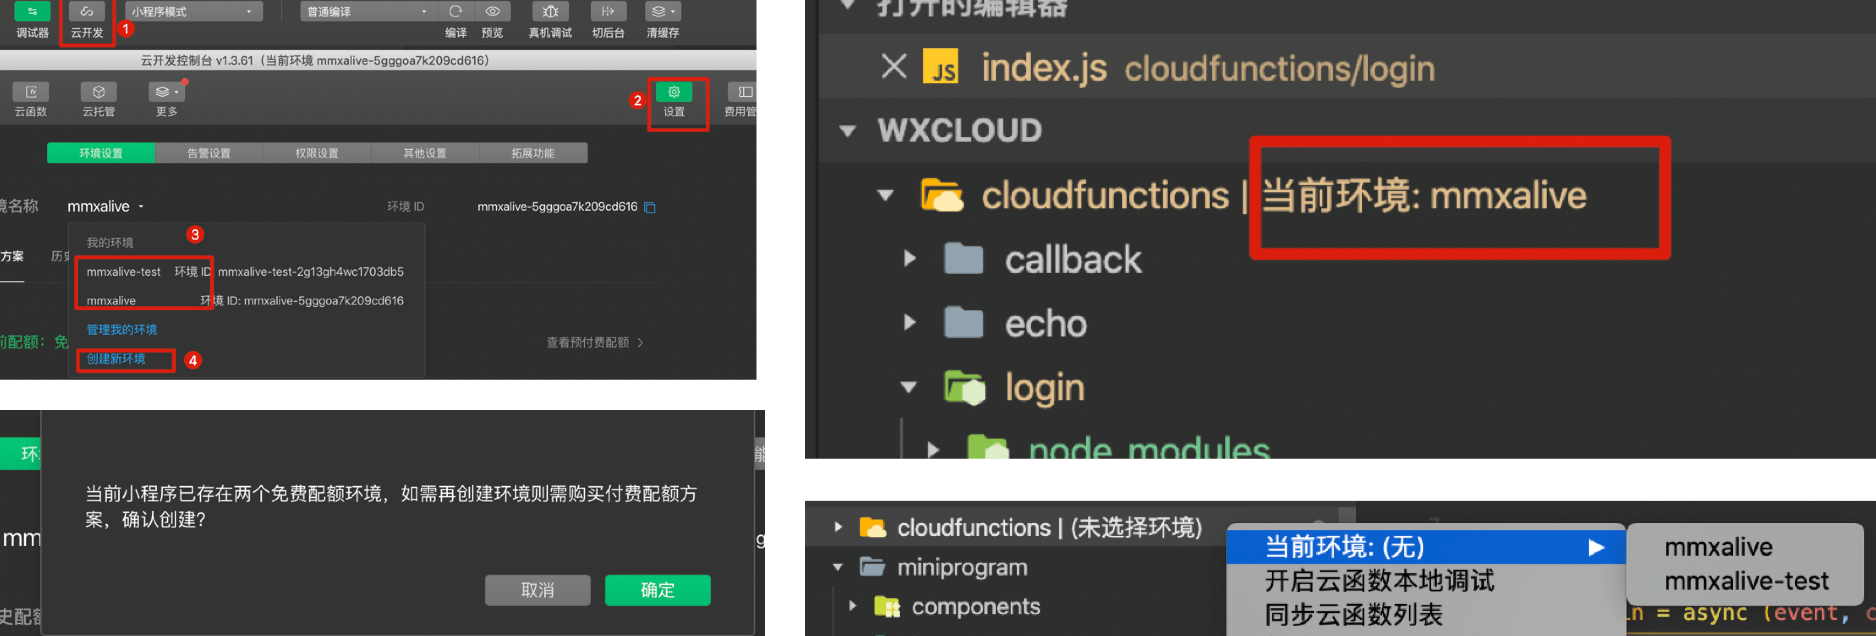 小程序模式
普通编译
调试器
云开发
1
编译
预览
真机调试
切后台
清缓存
云开发控制台 v1.3.61（当前环境 mmxalive-5gggoa7k209cd616）
云函数
云托管
更多
2
设置
费用管
环境设置
告警设置
权限设置
其他设置
拓展功能
境名称
mmxalive
环境 ID
mmxalive-5gggoa7k209cd616
我的环境
3
方案
历史
mmxalive-test
环境 ID: mmxalive-test-2g13gh4wc1703db5
mmxalive
环境 ID: mmxalive-5gggoa7k209cd616
管理我的环境
前配额：免
查看预付费配额
创建新环境
4
环
能
当前小程序已存在两个免费配额环境，如需再创建环境则需购买付费配额方
案，确认创建？
mm
g
取消
确定
史配额
打开的编辑器
JS
index.js cloudfunctions/login
WXCLOUD
cloudfunctions | 当前环境: mmxalive
callback
echo
login
node_modules
cloudfunctions | (未选择环境)
当前环境: (无)
mmxalive
miniprogram
开启云函数本地调试
mmxalive-test
components
同步云函数列表
in = async (event, c